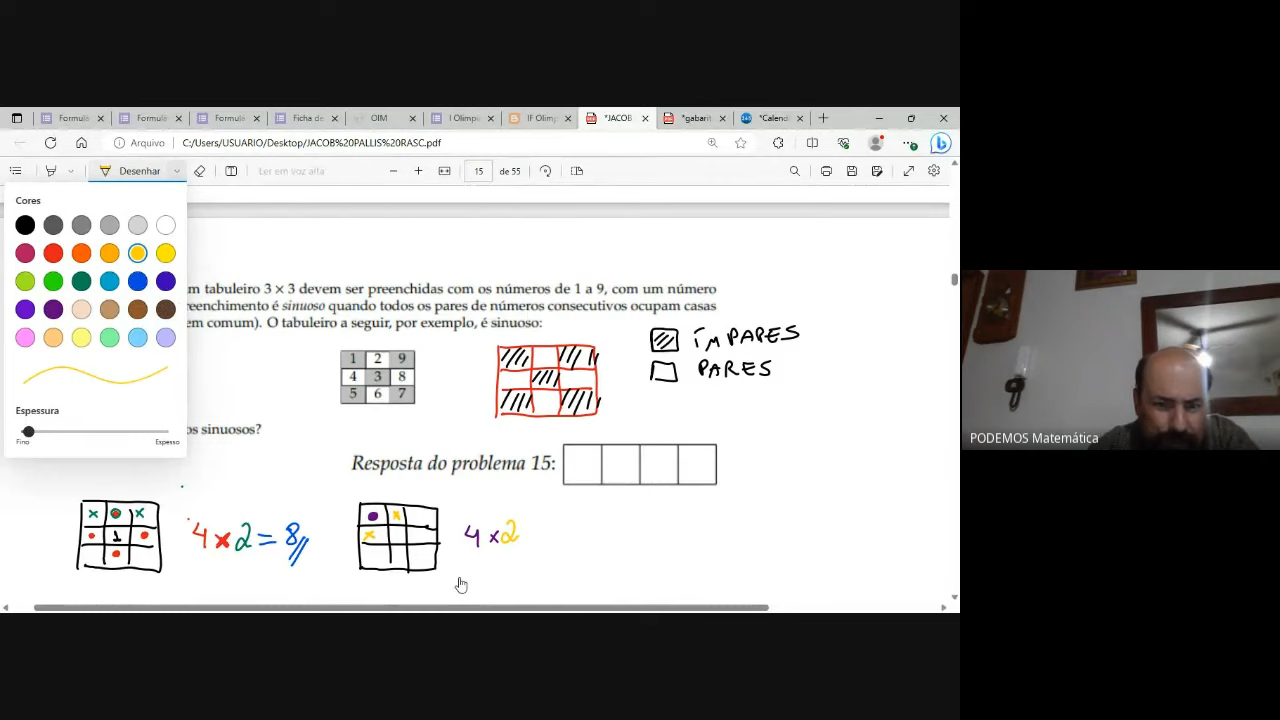 Formulá
Formulá
Formulá
Ficha de
OIM
I Olimpi
IF Olimp
*JACOB
*gabarit
*Calend
Arquivo C:/Users/USUARIO/Desktop/JACOB%20PALLIS%20RASC.pdf
Desenhar
Ler em voz alta
15 de 55
Cores
Espessura
Fino Espesso
m tabuleiro 3 × 3 devem ser preenchidas com os números de 1 a 9, com um número
reenchimento é sinuoso quando todos os pares de números consecutivos ocupam casas
em comum). O tabuleiro a seguir, por exemplo, é sinuoso:
1 2 9
4 3 8
5 6 7
ÍMPARES
PARES
os sinuosos?
Resposta do problema 15:
x x
1
4 x 2 = 8
x
x
4 x 2
PODEMOS Matemática